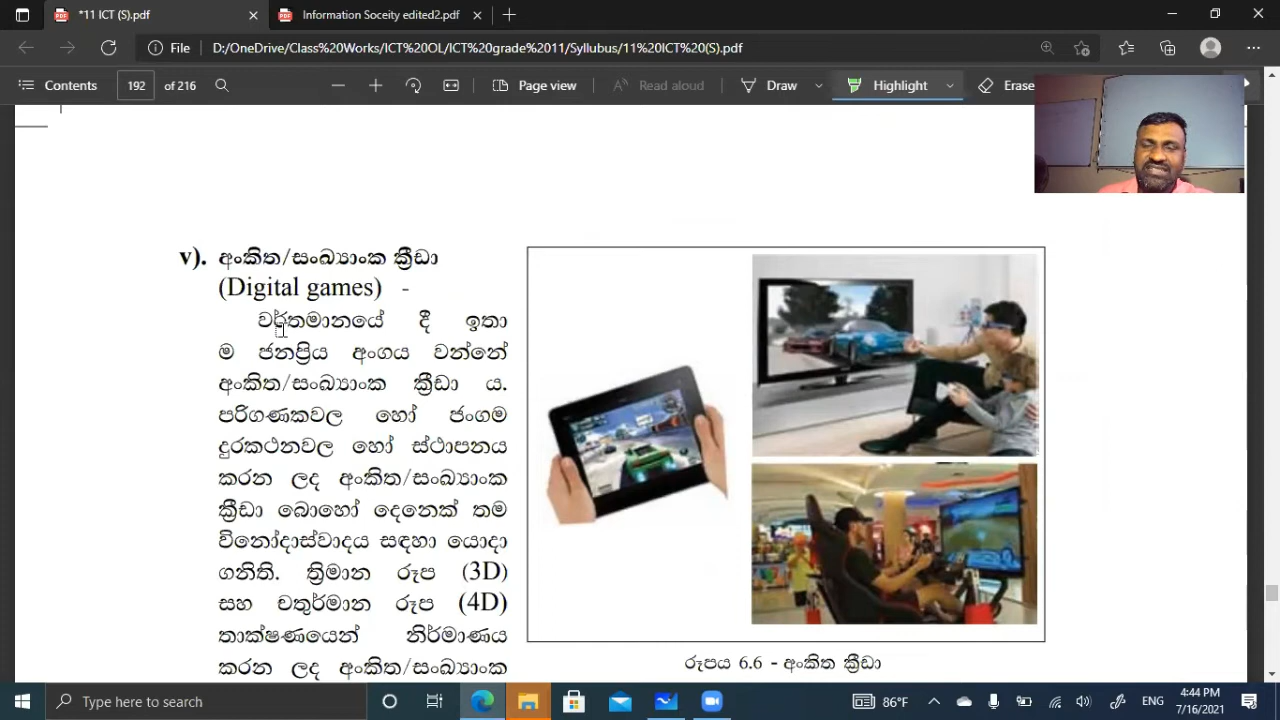 *11 ICT (S).pdf
Information Soceity edited2.pdf
File
D:/OneDrive/Class%20Works/ICT%20OL/ICT%20grade%2011/Syllubus/11%20ICT%20(S).pdf
Contents
192 of 216
Page view
Read aloud
Draw
Highlight
Erase
v). අංකිත/සංඛ්‍යාංක ක්‍රීඩා
(Digital games) -
වර්තමානයේ දී ඉතා
ම ජනප්‍රිය අංගය වන්නේ
අංකිත/සංඛ්‍යාංක ක්‍රීඩා ය.
පරිගණකවල හෝ ජංගම
දුරකථනවල හෝ ස්ථාපනය
කරන ලද අංකිත/සංඛ්‍යාංක
ක්‍රීඩා බොහෝ දෙනෙක් තම
විනෝදාස්වාදය සඳහා යොදා
ගනිති. ත්‍රිමාන රූප (3D)
සහ චතුර්මාන රූප (4D)
තාක්ෂණයෙන් නිර්මාණය
කරන ලද අංකිත/සංඛ්‍යාංක
රූපය 6.6 - අංකිත ක්‍රීඩා
Type here to search
86°F
ENG
4:44 PM
7/16/2021